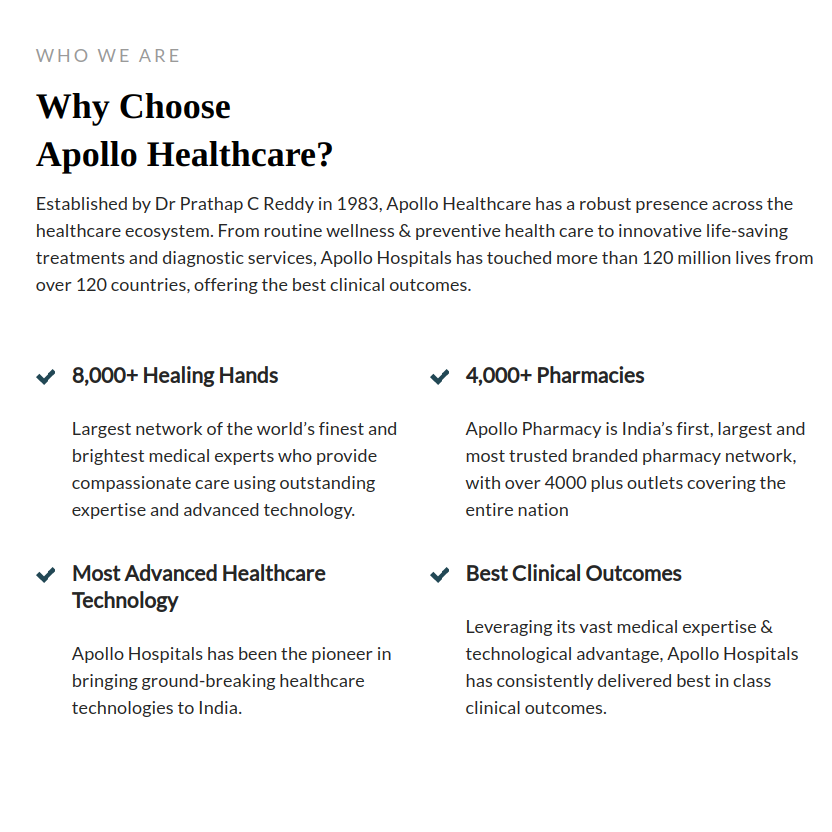 WHO WE ARE
Why Choose
Apollo Healthcare?
Established by Dr Prathap C Reddy in 1983, Apollo Healthcare has a robust presence across the
healthcare ecosystem. From routine wellness & preventive health care to innovative life-saving
treatments and diagnostic services, Apollo Hospitals has touched more than 120 million lives from
over 120 countries, offering the best clinical outcomes.
8,000+ Healing Hands
Largest network of the world’s finest and
brightest medical experts who provide
compassionate care using outstanding
expertise and advanced technology.
4,000+ Pharmacies
Apollo Pharmacy is India’s first, largest and
most trusted branded pharmacy network,
with over 4000 plus outlets covering the
entire nation
Most Advanced Healthcare
Technology
Apollo Hospitals has been the pioneer in
bringing ground-breaking healthcare
technologies to India.
Best Clinical Outcomes
Leveraging its vast medical expertise &
technological advantage, Apollo Hospitals
has consistently delivered best in class
clinical outcomes.